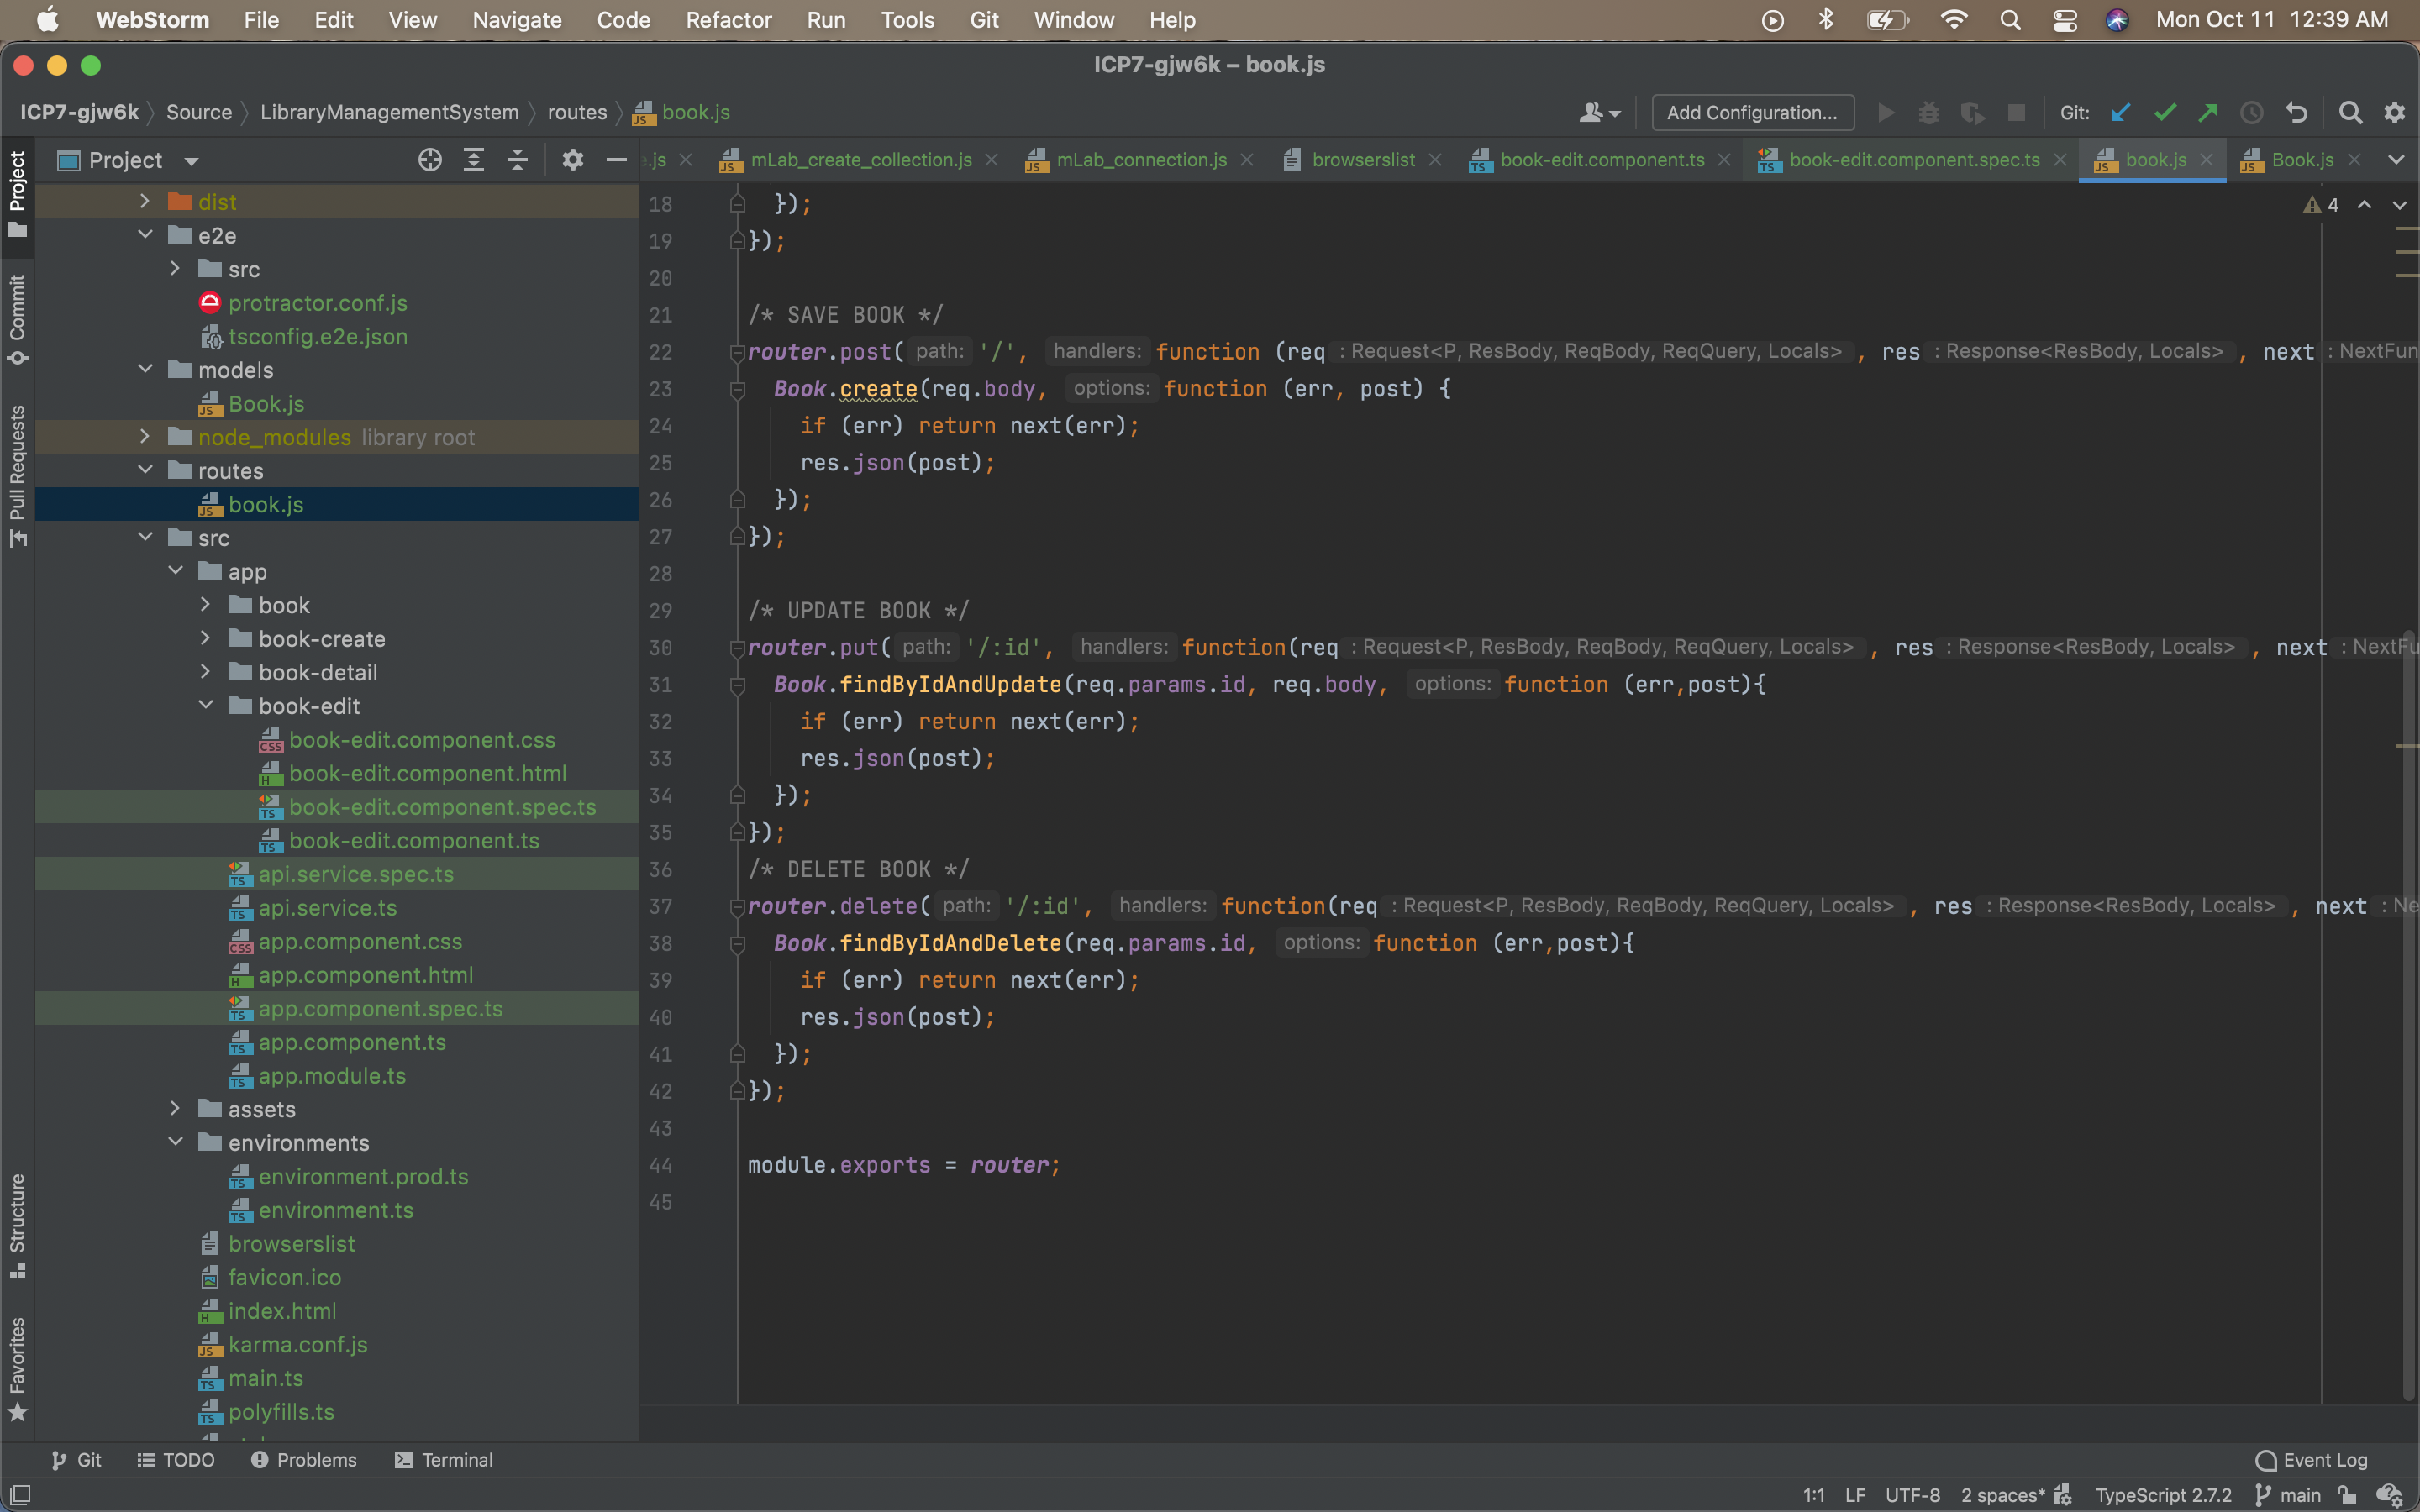 WebStorm File Edit View Navigate Code Refactor Run Tools Git Window Help Mon Oct 11 12:39 AM
ICP7-gjw6k – book.js
ICP7-gjw6k Source LibraryManagementSystem routes book.js Add Configuration... Git:
Project .js mLab_create_collection.js mLab_connection.js browserslist book-edit.component.ts book-edit.component.spec.ts book.js Book.js
Project
Commit
Pull Requests
Structure
Favorites
dist
e2e
src
protractor.conf.js
tsconfig.e2e.json
models
Book.js
node_modules library root
routes
book.js
src
app
book
book-create
book-detail
book-edit
book-edit.component.css
book-edit.component.html
book-edit.component.spec.ts
book-edit.component.ts
api.service.spec.ts
api.service.ts
app.component.css
app.component.html
app.component.spec.ts
app.component.ts
app.module.ts
assets
environments
environment.prod.ts
environment.ts
browserslist
favicon.ico
index.html
karma.conf.js
main.ts
polyfills.ts
4
18 });
19 });
20
21 /* SAVE BOOK */
22 router.post( path: '/', handlers: function (req : Request<P, ResBody, ReqBody, ReqQuery, Locals> , res : Response<ResBody, Locals> , next : NextFun
23 Book.create(req.body, options: function (err, post) {
24 if (err) return next(err);
25 res.json(post);
26 });
27 });
28
29 /* UPDATE BOOK */
30 router.put( path: '/:id', handlers: function(req : Request<P, ResBody, ReqBody, ReqQuery, Locals> , res : Response<ResBody, Locals> , next : NextFu
31 Book.findByIdAndUpdate(req.params.id, req.body, options: function (err,post){
32 if (err) return next(err);
33 res.json(post);
34 });
35 });
36 /* DELETE BOOK */
37 router.delete( path: '/:id', handlers: function(req : Request<P, ResBody, ReqBody, ReqQuery, Locals> , res : Response<ResBody, Locals> , next : Ne
38 Book.findByIdAndDelete(req.params.id, options: function (err,post){
39 if (err) return next(err);
40 res.json(post);
41 });
42 });
43
44 module.exports = router;
45
Git TODO Problems Terminal Event Log
1:1 LF UTF-8 2 spaces* TypeScript 2.7.2 main